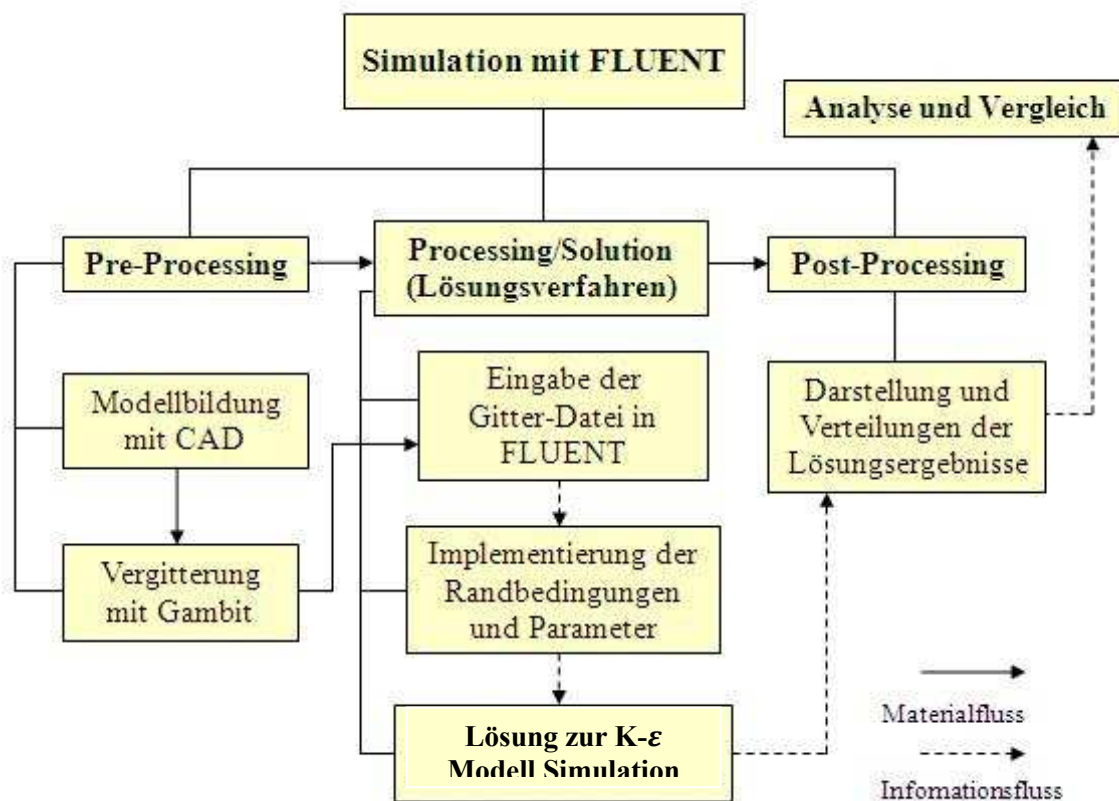 Simulation mit FLUENT
Analyse und Vergleich
Pre-Processing
Processing/Solution
(Lösungsverfahren)
Post-Processing
Modellbildung
mit CAD
Vergitterung
mit Gambit
Eingabe der
Gitter-Datei in
FLUENT
Implementierung der
Randbedingungen
und Parameter
Lösung zur K-ε
Modell Simulation
Darstellung und
Verteilungen der
Lösungsergebnisse
Materialfluss
Infomationsfluss